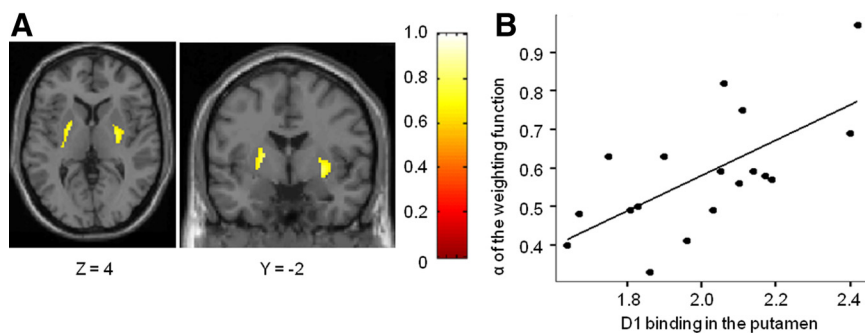 A
Z = 4
Y = -2
1.0
0.8
0.6
0.4
0.2
0
B
α of the weighting function
0.9
0.8
0.7
0.6
0.5
0.4
1.8
2.0
2.2
2.4
D1 binding in the putamen